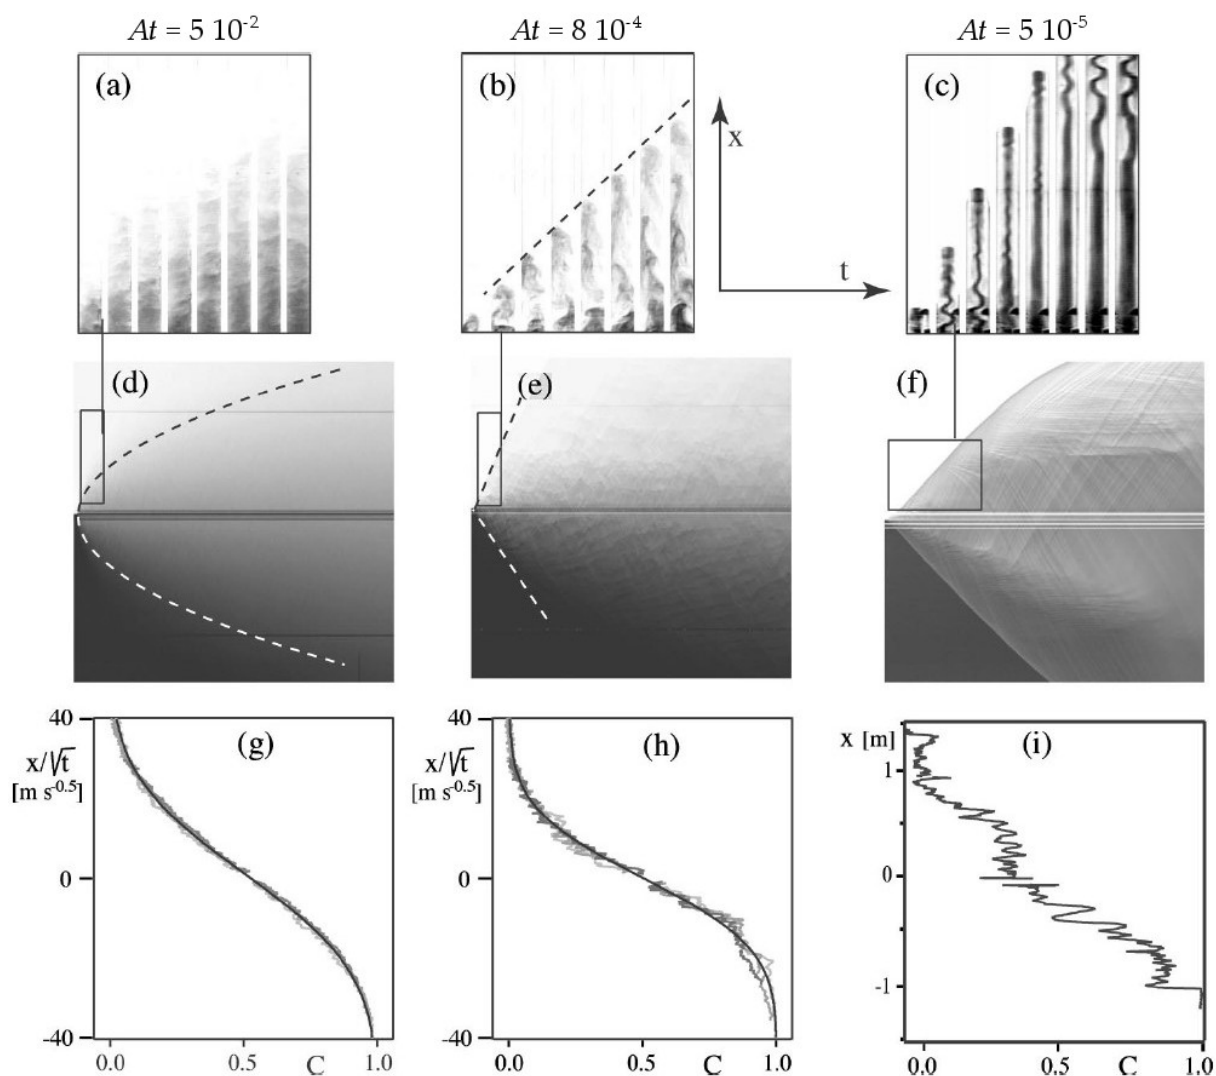 At = 5 10-2
At = 8 10-4
At = 5 10-5
(a)
(b)
(c)
x
t
(d)
(e)
(f)
40
x/√t
[m s-0.5]
0
-40
(g)
0.0
0.5
C
1.0
40
x/√t
[m s-0.5]
0
-40
(h)
0.0
0.5
C
1.0
x [m]
1
0
-1
(i)
0.0
0.5
C
1.0